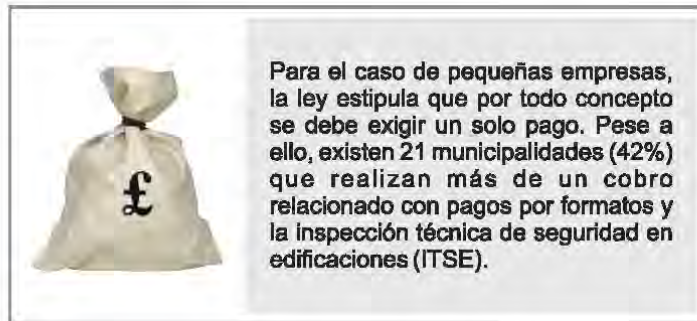 £
Para el caso de pequeñas empresas,
la ley estipula que por todo concepto
se debe exigir un solo pago. Pese a
ello, existen 21 municipalidades (42%)
que realizan más de un cobro
relacionado con pagos por formatos y
la inspección técnica de seguridad en
edificaciones (ITSE).